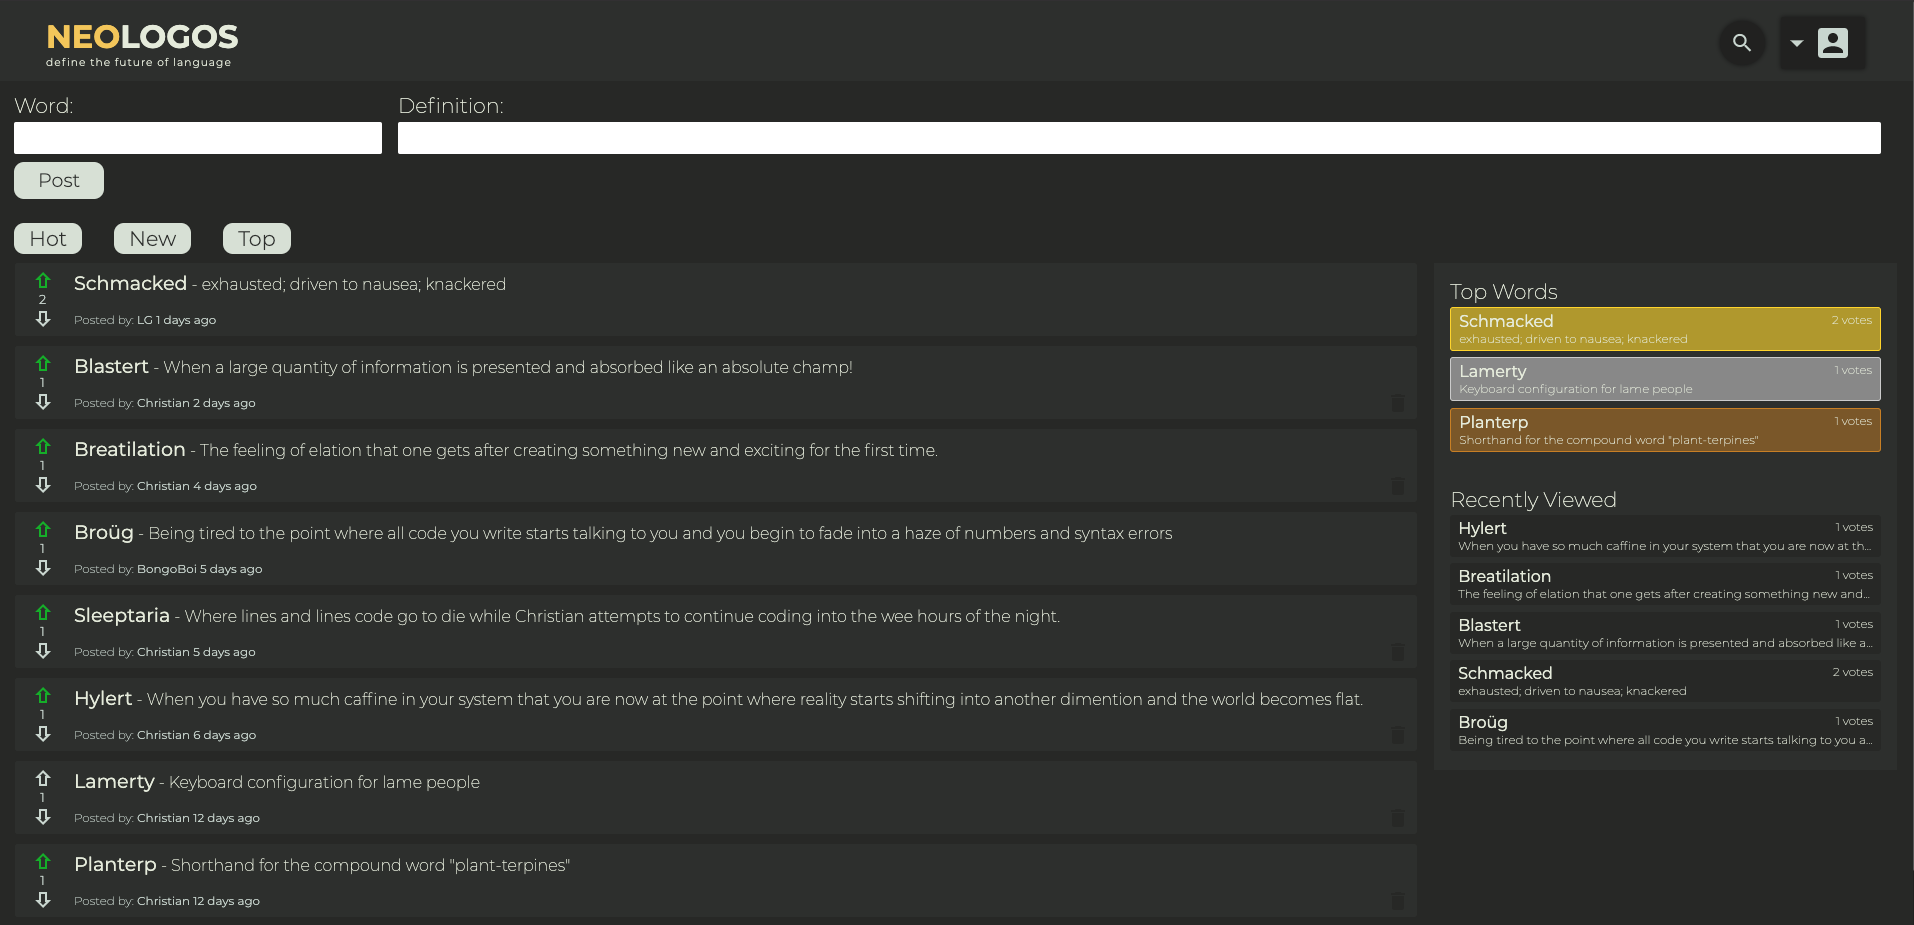 NEOLOGOS
define the future of language
Word:
Definition:
Post
Hot
New
Top
Schmacked - exhausted; driven to nausea; knackered
2
Posted by: LG 1 days ago
Blastert - When a large quantity of information is presented and absorbed like an absolute champ!
1
Posted by: Christian 2 days ago
Breatilation - The feeling of elation that one gets after creating something new and exciting for the first time.
1
Posted by: Christian 4 days ago
Broüg - Being tired to the point where all code you write starts talking to you and you begin to fade into a haze of numbers and syntax errors
1
Posted by: BongoBoi 5 days ago
Sleeptaria - Where lines and lines code go to die while Christian attempts to continue coding into the wee hours of the night.
1
Posted by: Christian 5 days ago
Hylert - When you have so much caffine in your system that you are now at the point where reality starts shifting into another dimention and the world becomes flat.
1
Posted by: Christian 6 days ago
Lamerty - Keyboard configuration for lame people
1
Posted by: Christian 12 days ago
Planterp - Shorthand for the compound word "plant-terpines"
1
Posted by: Christian 12 days ago
Top Words
Schmacked 2 votes
exhausted; driven to nausea; knackered
Lamerty 1 votes
Keyboard configuration for lame people
Planterp 1 votes
Shorthand for the compound word "plant-terpines"
Recently Viewed
Hylert 1 votes
When you have so much caffine in your system that you are now at th...
Breatilation 1 votes
The feeling of elation that one gets after creating something new and...
Blastert 1 votes
When a large quantity of information is presented and absorbed like a...
Schmacked 2 votes
exhausted; driven to nausea; knackered
Broüg 1 votes
Being tired to the point where all code you write starts talking to you a...